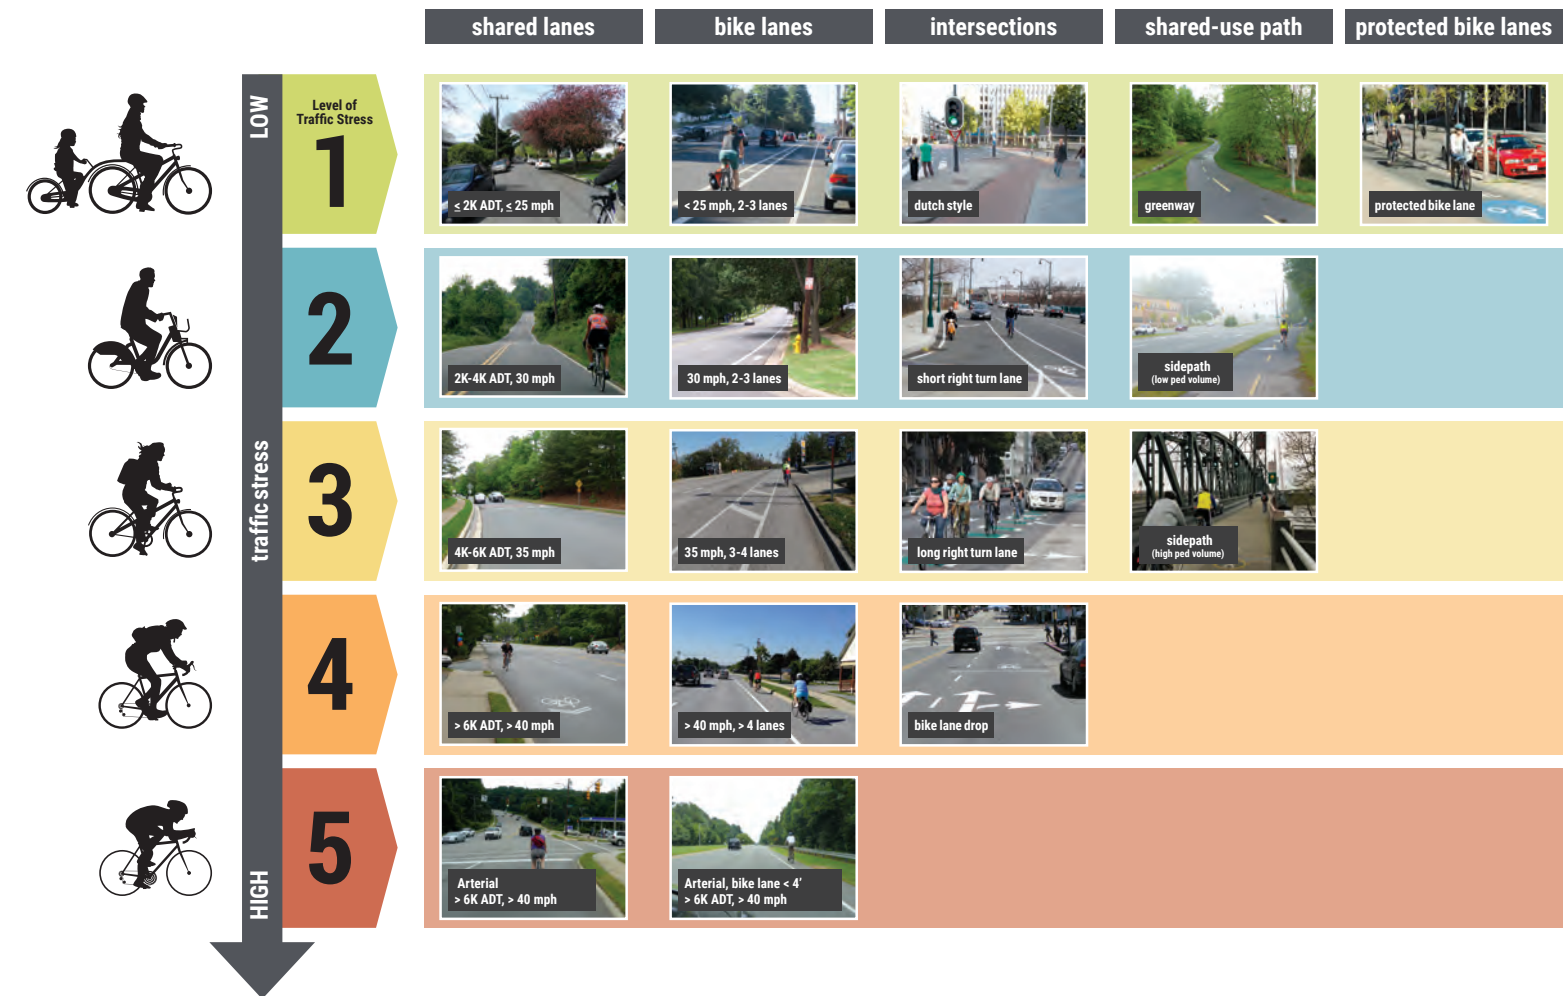 shared lanes
bike lanes
intersections
shared-use path
protected bike lanes
LOW
Level of
Traffic Stress
1
≤ 2K ADT, ≤ 25 mph
< 25 mph, 2-3 lanes
dutch style
greenway
protected bike lane
2
2K-4K ADT, 30 mph
30 mph, 2-3 lanes
short right turn lane
sidepath
(low ped volume)
traffic stress
3
4K-6K ADT, 35 mph
35 mph, 3-4 lanes
long right turn lane
sidepath
(high ped volume)
4
> 6K ADT, > 40 mph
> 40 mph, > 4 lanes
bike lane drop
HIGH
5
Arterial
> 6K ADT, > 40 mph
Arterial, bike lane < 4’
> 6K ADT, > 40 mph